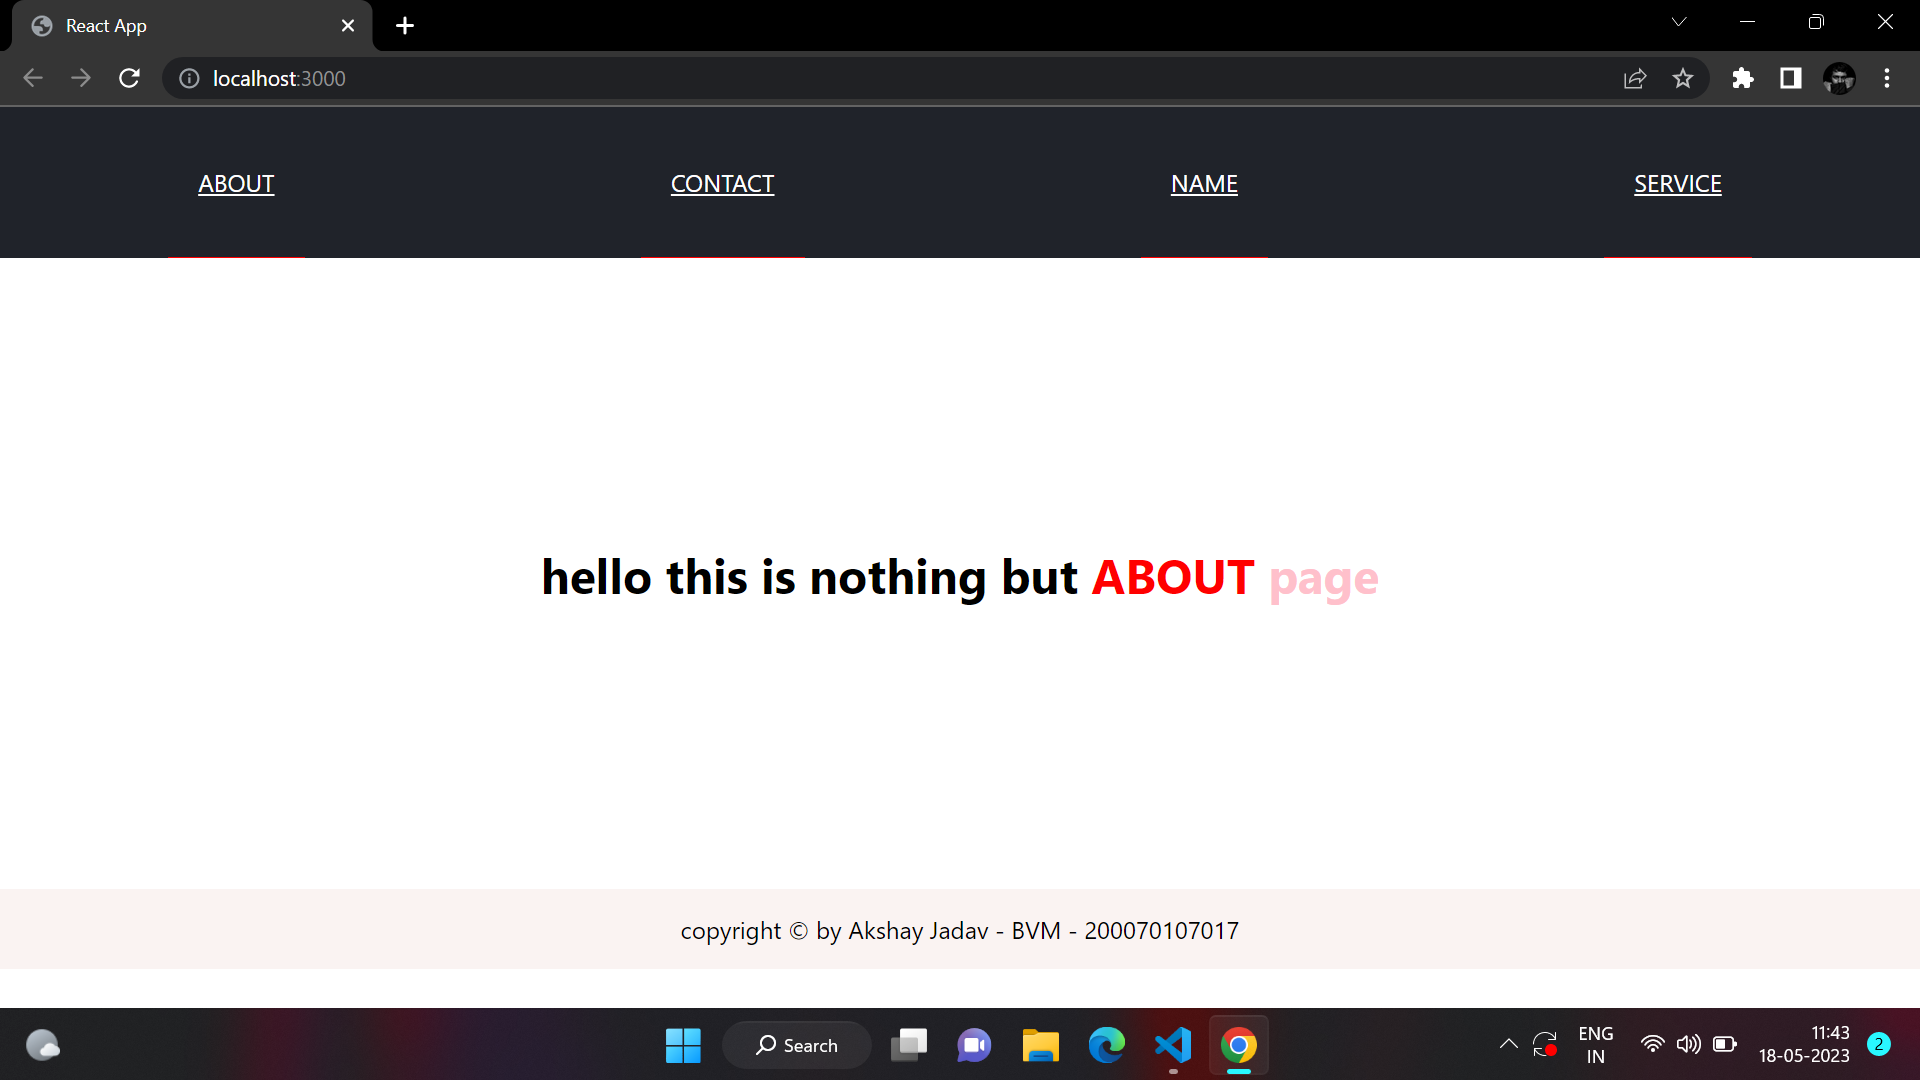 React App
localhost:3000
ABOUT CONTACT NAME SERVICE
hello this is nothing but ABOUT page
copyright © by Akshay Jadav - BVM - 200070107017
Search
ENG
IN
11:43
18-05-2023
2